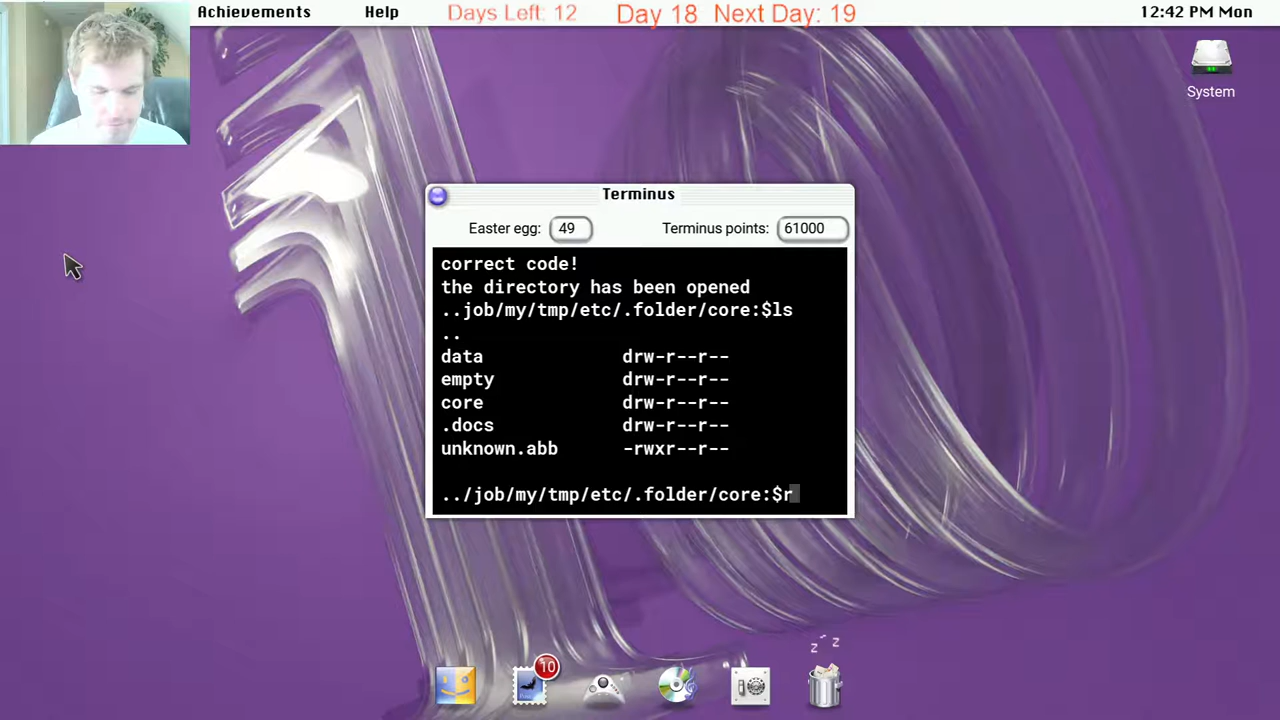 Achievements Help Days Left: 12 Day 18 Next Day: 19 12:42 PM Mon
System
Terminus
Easter egg: 49 Terminus points: 61000
correct code!
the directory has been opened
..job/my/tmp/etc/.folder/core:$ls
..
data drw-r--r--
empty drw-r--r--
core drw-r--r--
.docs drw-r--r--
unknown.abb -rwxr--r--
../job/my/tmp/etc/.folder/core:$r
z z z
10